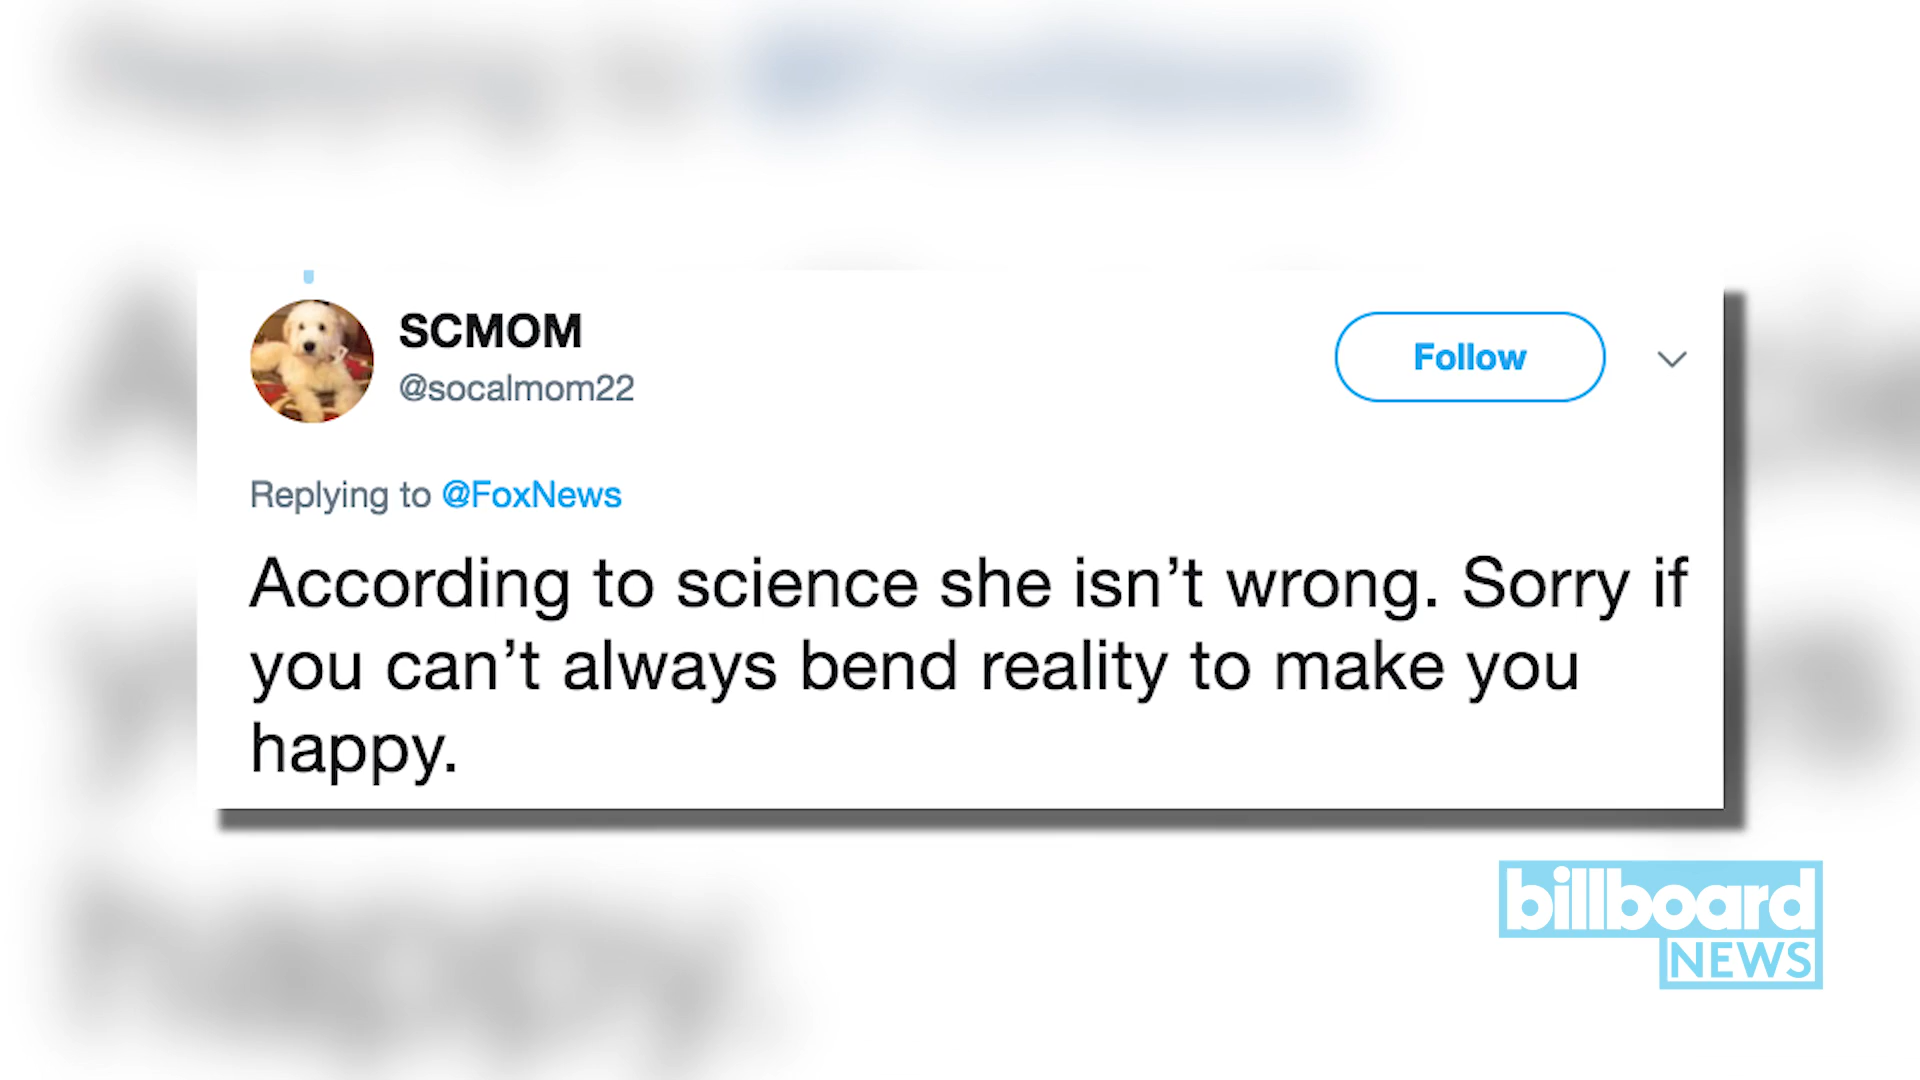 SCMOM
@socalmom22
Follow
Replying to @FoxNews
According to science she isn’t wrong. Sorry if
you can’t always bend reality to make you
happy.
billboard
NEWS